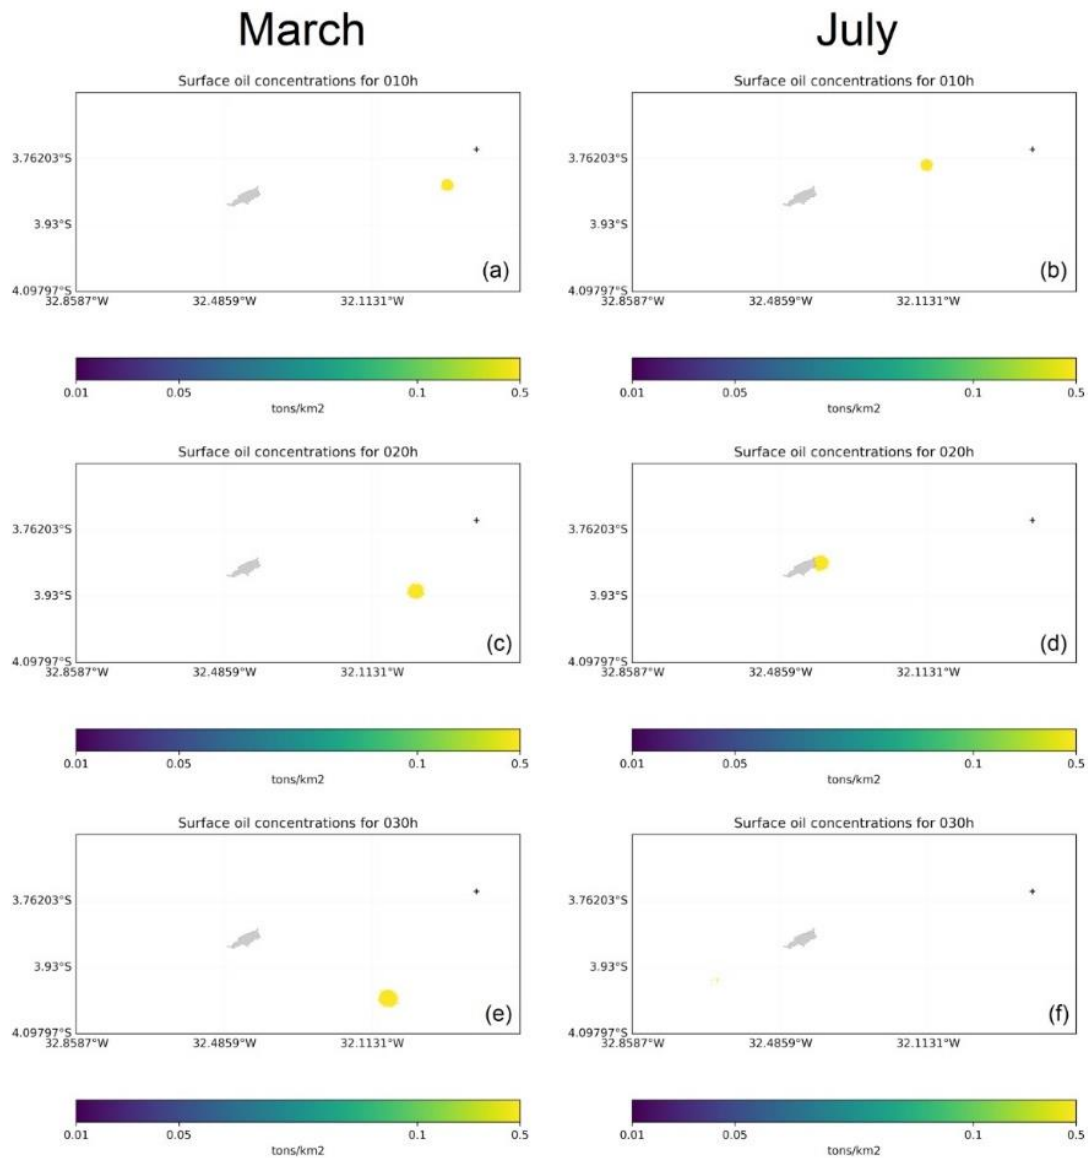 March
July
Surface oil concentrations for 010h
3.76203°S
3.93°S
4.09797°S
32.8587°W 32.4859°W 32.1131°W
(a)
0.01 0.05 0.1 0.5
tons/km2
Surface oil concentrations for 010h
3.76203°S
3.93°S
4.09797°S
32.8587°W 32.4859°W 32.1131°W
(b)
0.01 0.05 0.1 0.5
tons/km2
Surface oil concentrations for 020h
3.76203°S
3.93°S
4.09797°S
32.8587°W 32.4859°W 32.1131°W
(c)
0.01 0.05 0.1 0.5
tons/km2
Surface oil concentrations for 020h
3.76203°S
3.93°S
4.09797°S
32.8587°W 32.4859°W 32.1131°W
(d)
0.01 0.05 0.1 0.5
tons/km2
Surface oil concentrations for 030h
3.76203°S
3.93°S
4.09797°S
32.8587°W 32.4859°W 32.1131°W
(e)
0.01 0.05 0.1 0.5
tons/km2
Surface oil concentrations for 030h
3.76203°S
3.93°S
4.09797°S
32.8587°W 32.4859°W 32.1131°W
(f)
0.01 0.05 0.1 0.5
tons/km2